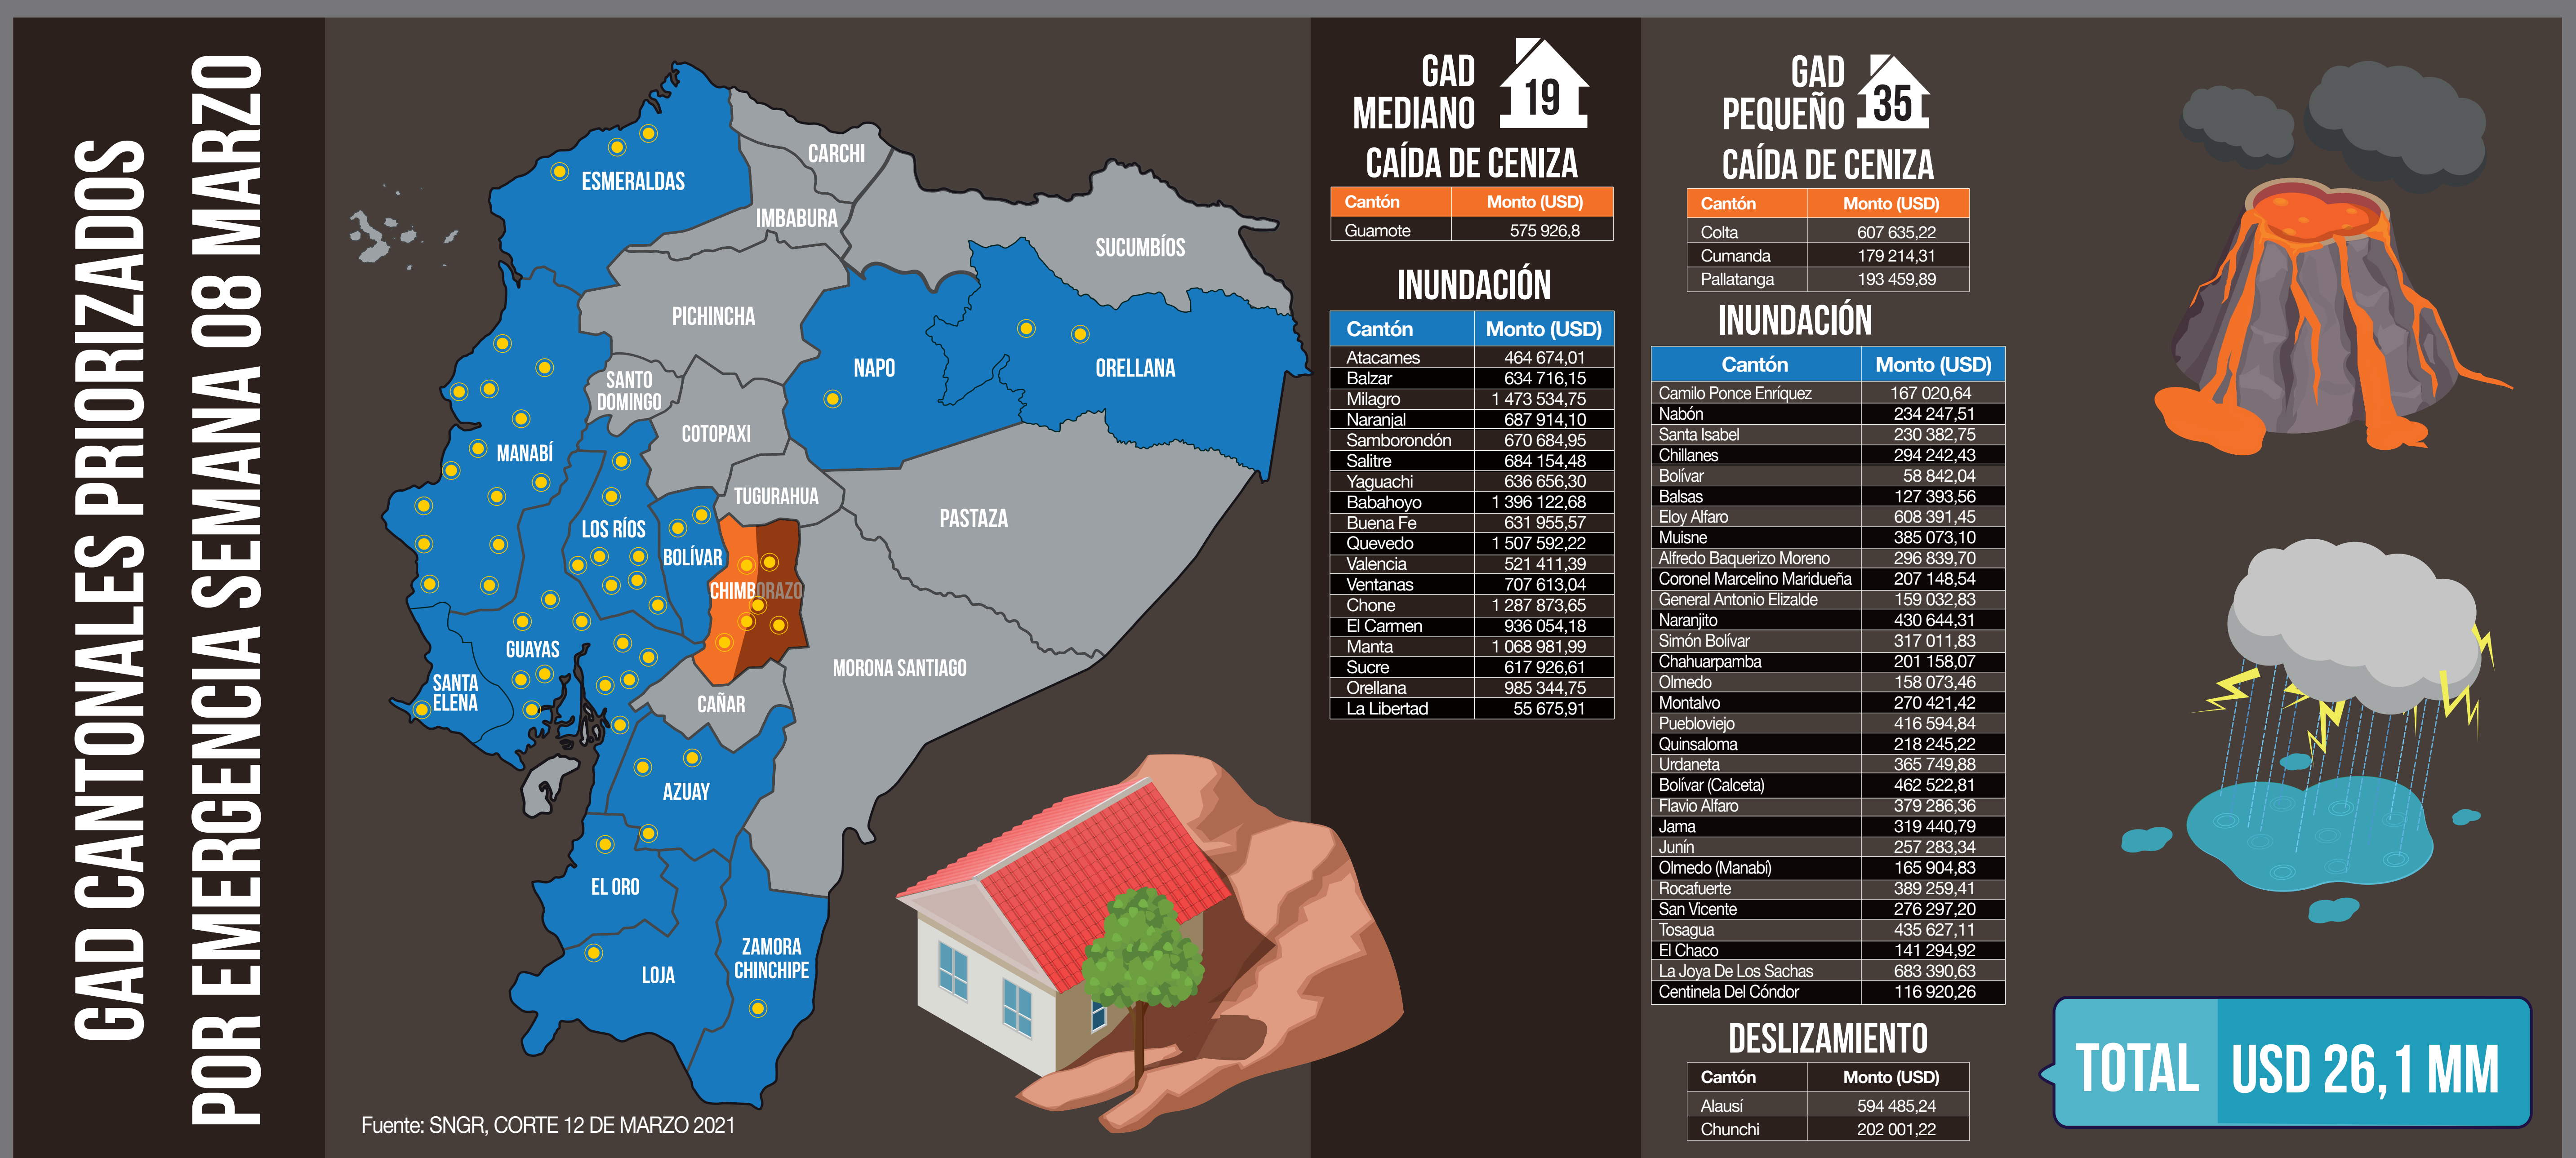 GAD CANTONALES PRIORIZADOS
POR EMERGENCIA SEMANA 08 MARZO
ESMERALDAS
CARCHI
IMBABURA
SUCUMBÍOS
PICHINCHA
NAPO
ORELLANA
SANTO
DOMINGO
COTOPAXI
MANABÍ
TUGURAHUA
PASTAZA
LOS RÍOS
BOLÍVAR
CHIMBORAZO
GUAYAS
MORONA SANTIAGO
SANTA
ELENA
CAÑAR
AZUAY
EL ORO
ZAMORA
CHINCHIPE
LOJA
Fuente: SNGR, CORTE 12 DE MARZO 2021
GAD
MEDIANO
19
CAÍDA DE CENIZA
Cantón Monto (USD)
Guamote 575 926,8
INUNDACIÓN
Cantón Monto (USD)
Atacames 464 674,01
Balzar 634 716,15
Milagro 1 473 534,75
Naranjal 687 914,10
Samborondón 670 684,95
Salitre 684 154,48
Yaguachi 636 656,30
Babahoyo 1 396 122,68
Buena Fe 631 955,57
Quevedo 1 507 592,22
Valencia 521 411,39
Ventanas 707 613,04
Chone 1 287 873,65
El Carmen 936 054,18
Manta 1 068 981,99
Sucre 617 926,61
Orellana 985 344,75
La Libertad 55 675,91
GAD
PEQUEÑO
35
CAÍDA DE CENIZA
Cantón Monto (USD)
Colta 607 635,22
Cumanda 179 214,31
Pallatanga 193 459,89
INUNDACIÓN
Cantón Monto (USD)
Camilo Ponce Enríquez 167 020,64
Nabón 234 247,51
Santa Isabel 230 382,75
Chillanes 294 242,43
Bolívar 58 842,04
Balsas 127 393,56
Eloy Alfaro 608 391,45
Muisne 385 073,10
Alfredo Baquerizo Moreno 296 839,70
Coronel Marcelino Maridueña 207 148,54
General Antonio Elizalde 159 032,83
Naranjito 430 644,31
Simón Bolívar 317 011,83
Chahuarpamba 201 158,07
Olmedo 158 073,46
Montalvo 270 421,42
Puebloviejo 416 594,84
Quinsaloma 218 245,22
Urdaneta 365 749,88
Bolívar (Calceta) 462 522,81
Flavio Alfaro 379 286,36
Jama 319 440,79
Junín 257 283,34
Olmedo (Manabí) 165 904,83
Rocafuerte 389 259,41
San Vicente 276 297,20
Tosagua 435 627,11
El Chaco 141 294,92
La Joya De Los Sachas 683 390,63
Centinela Del Cóndor 116 920,26
DESLIZAMIENTO
Cantón Monto (USD)
Alausí 594 485,24
Chunchi 202 001,22
TOTAL USD 26,1 MM